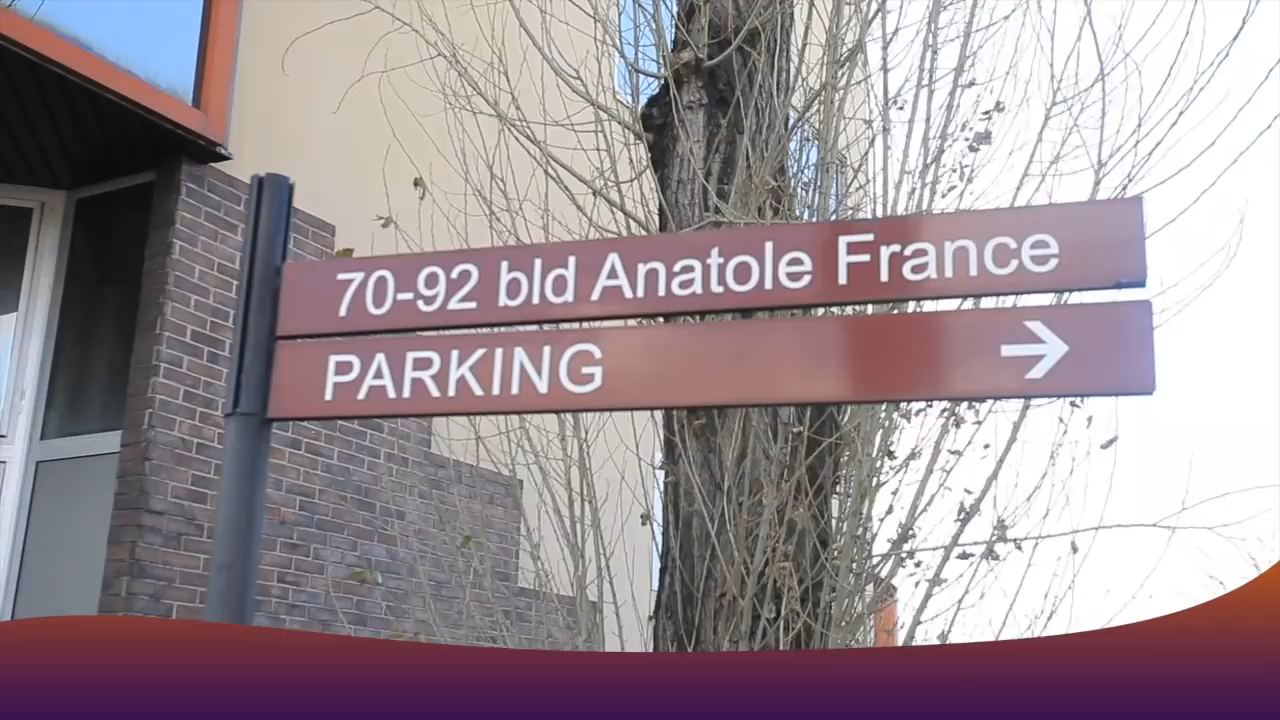 70-92 bld Anatole France
PARKING →